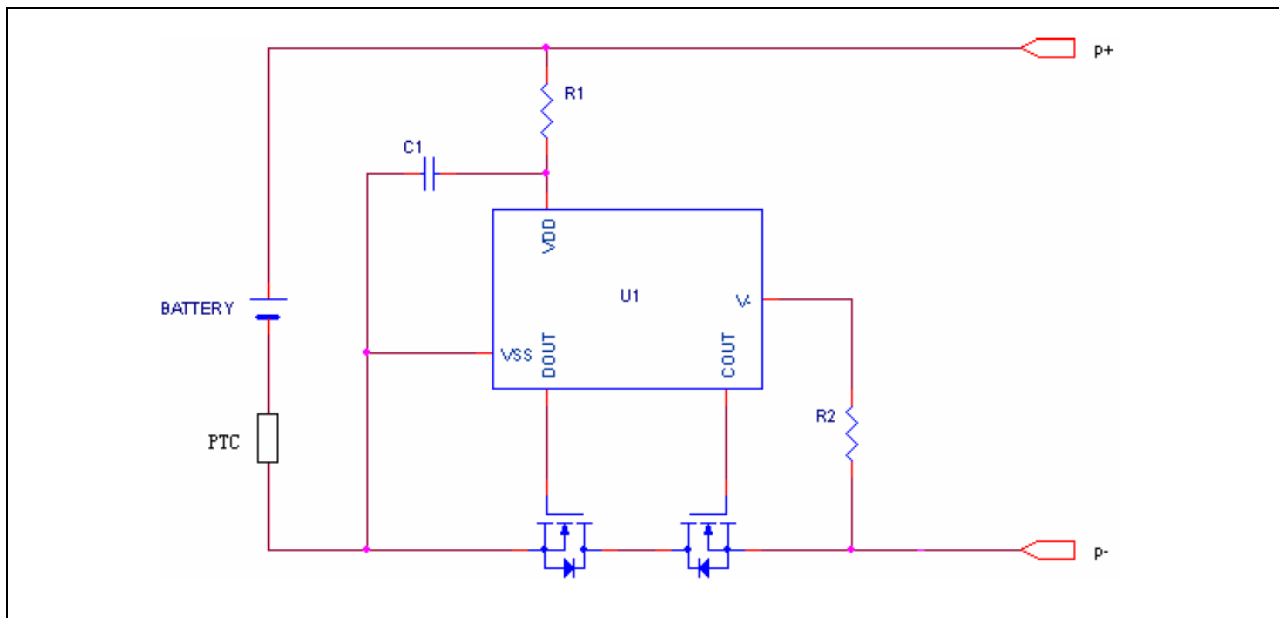 p+
R1
C1
VDD
BATTERY
U1
V-
VSS
DOUT
COUT
R2
PTC
p-